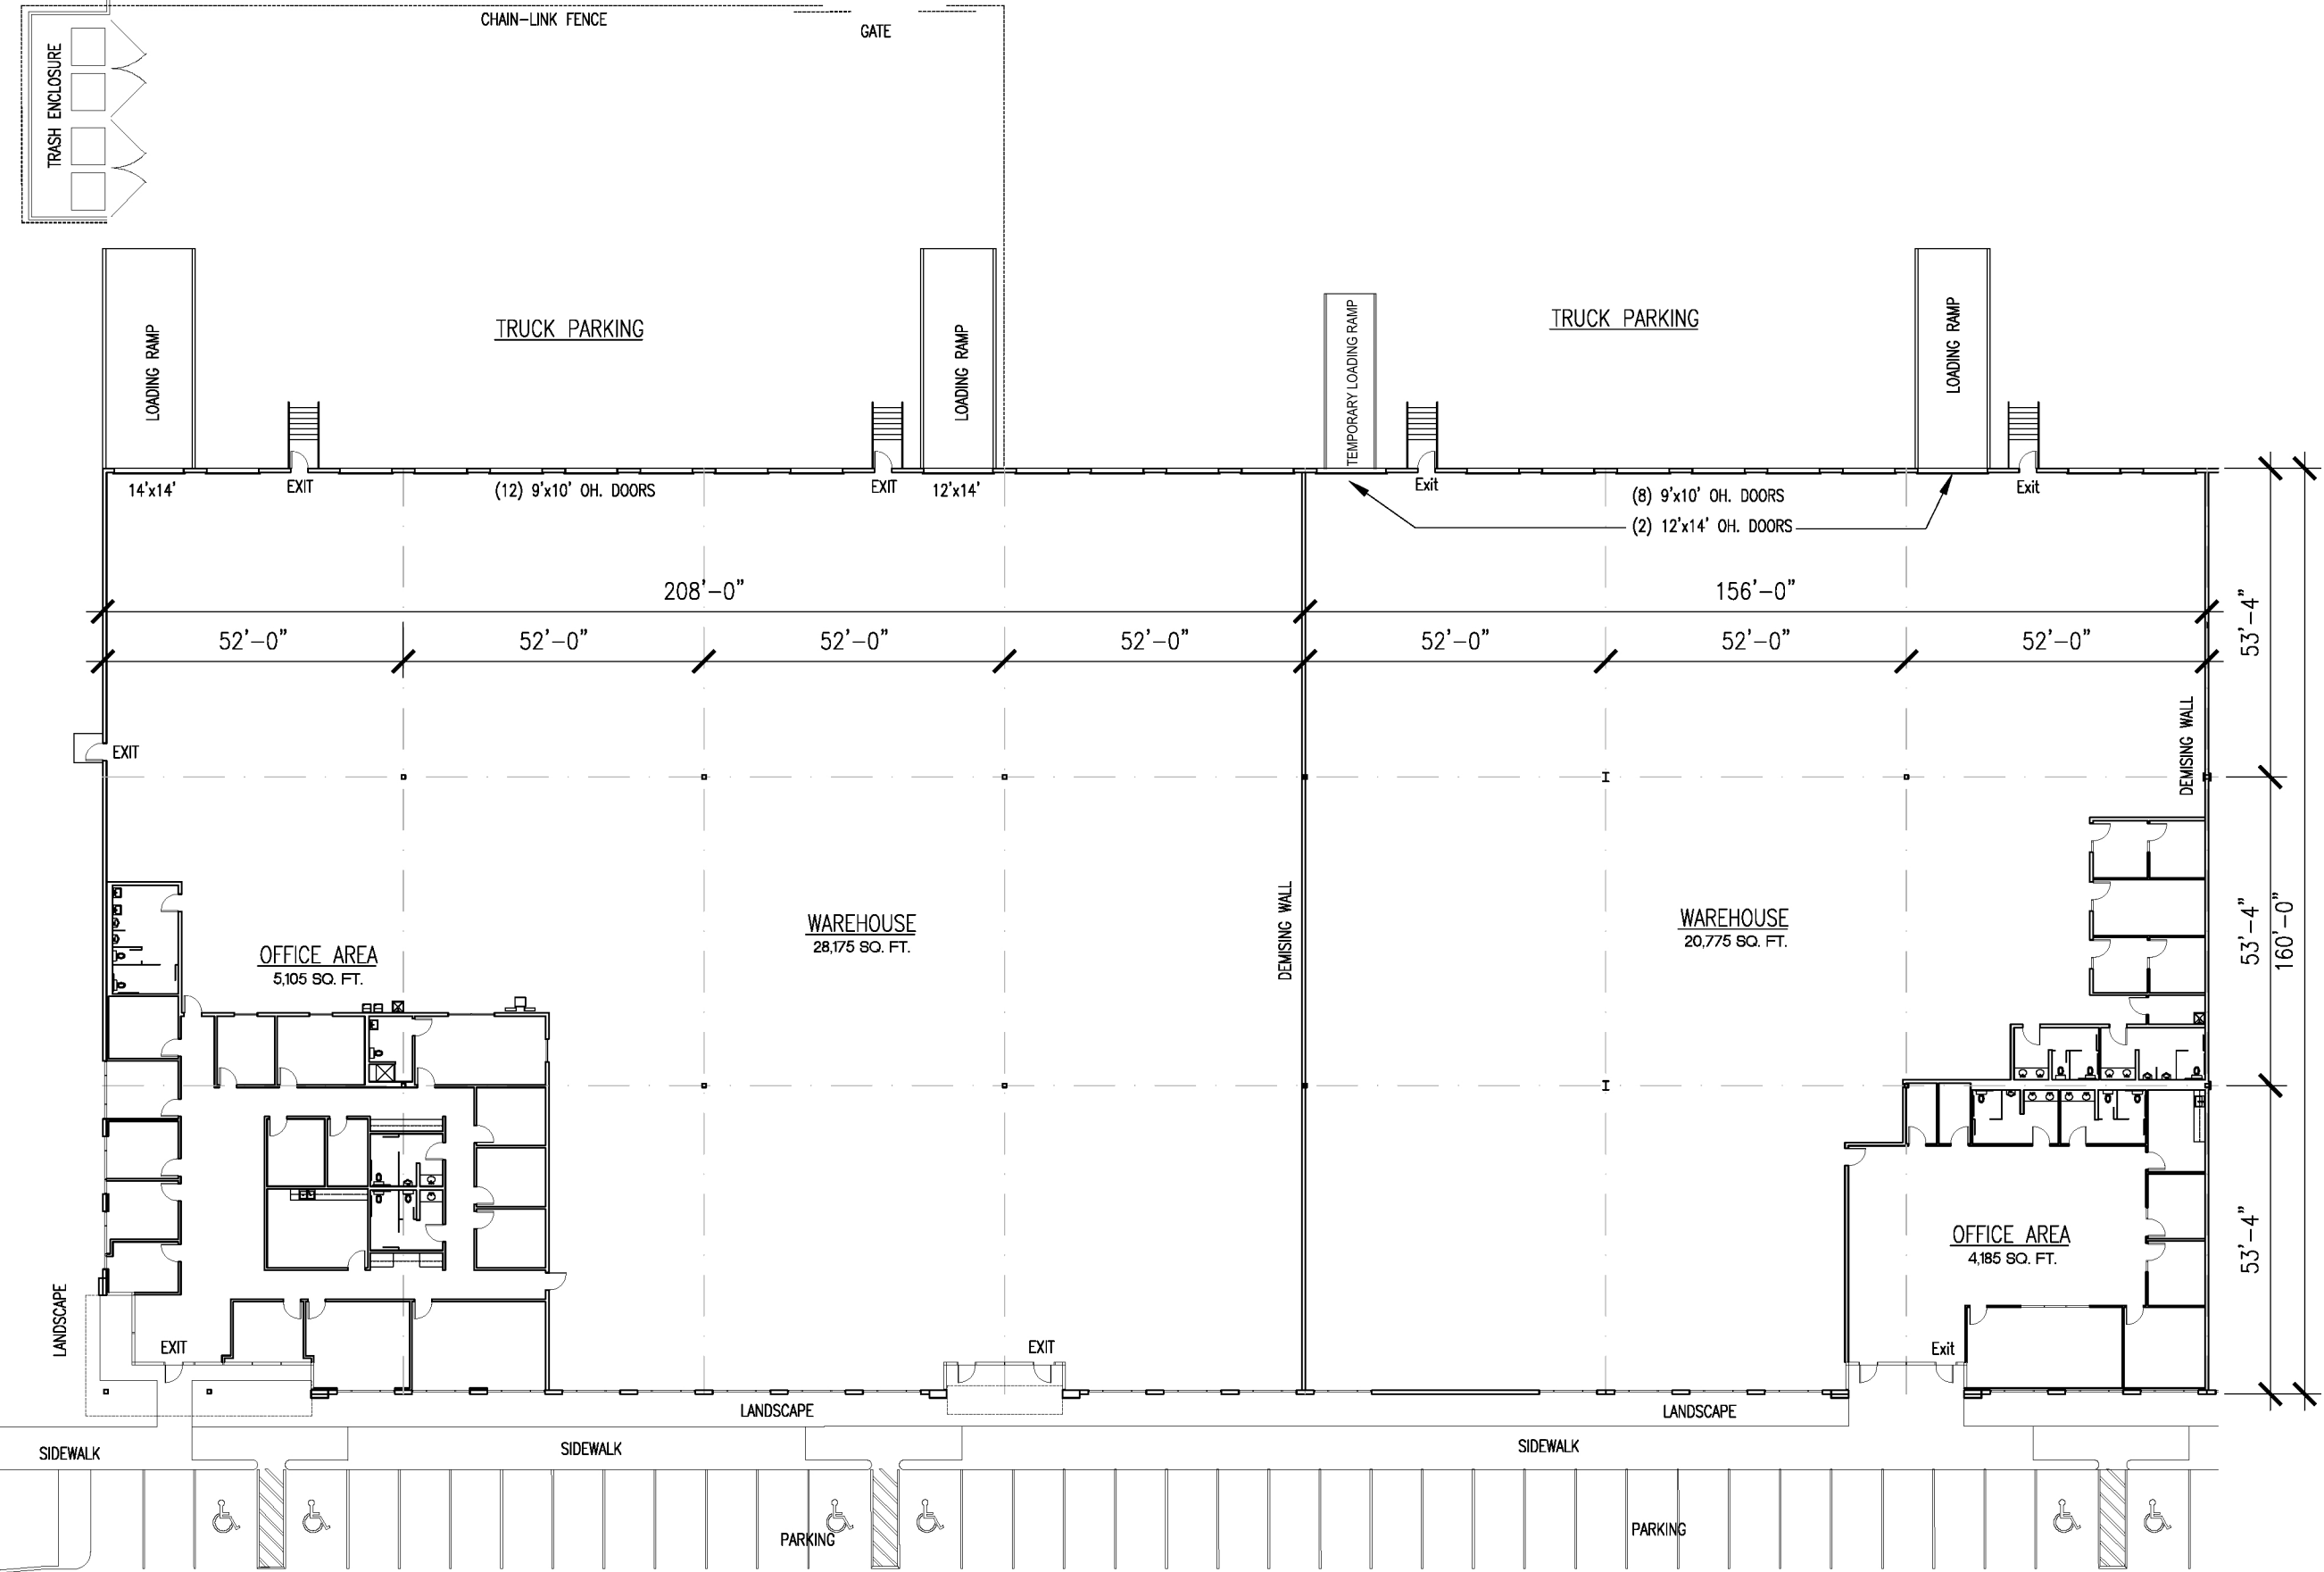 CHAIN-LINK FENCE
GATE
TRASH ENCLOSURE
LOADING RAMP
TRUCK PARKING
LOADING RAMP
TEMPORARY LOADING RAMP
TRUCK PARKING
LOADING RAMP
14'x14'
EXIT
(12) 9'x10' OH. DOORS
EXIT
12'x14'
Exit
(8) 9'x10' OH. DOORS
(2) 12'x14' OH. DOORS
Exit
208'-0"
156'-0"
52'-0"
52'-0"
52'-0"
52'-0"
52'-0"
52'-0"
52'-0"
53'-4"
EXIT
DEMISING WALL
OFFICE AREA
5,105 SQ. FT.
WAREHOUSE
28,175 SQ. FT.
DEMISING WALL
WAREHOUSE
20,775 SQ. FT.
53'-4"
160'-0"
OFFICE AREA
4,185 SQ. FT.
53'-4"
LANDSCAPE
EXIT
EXIT
Exit
LANDSCAPE
LANDSCAPE
SIDEWALK
SIDEWALK
SIDEWALK
PARKING
PARKING